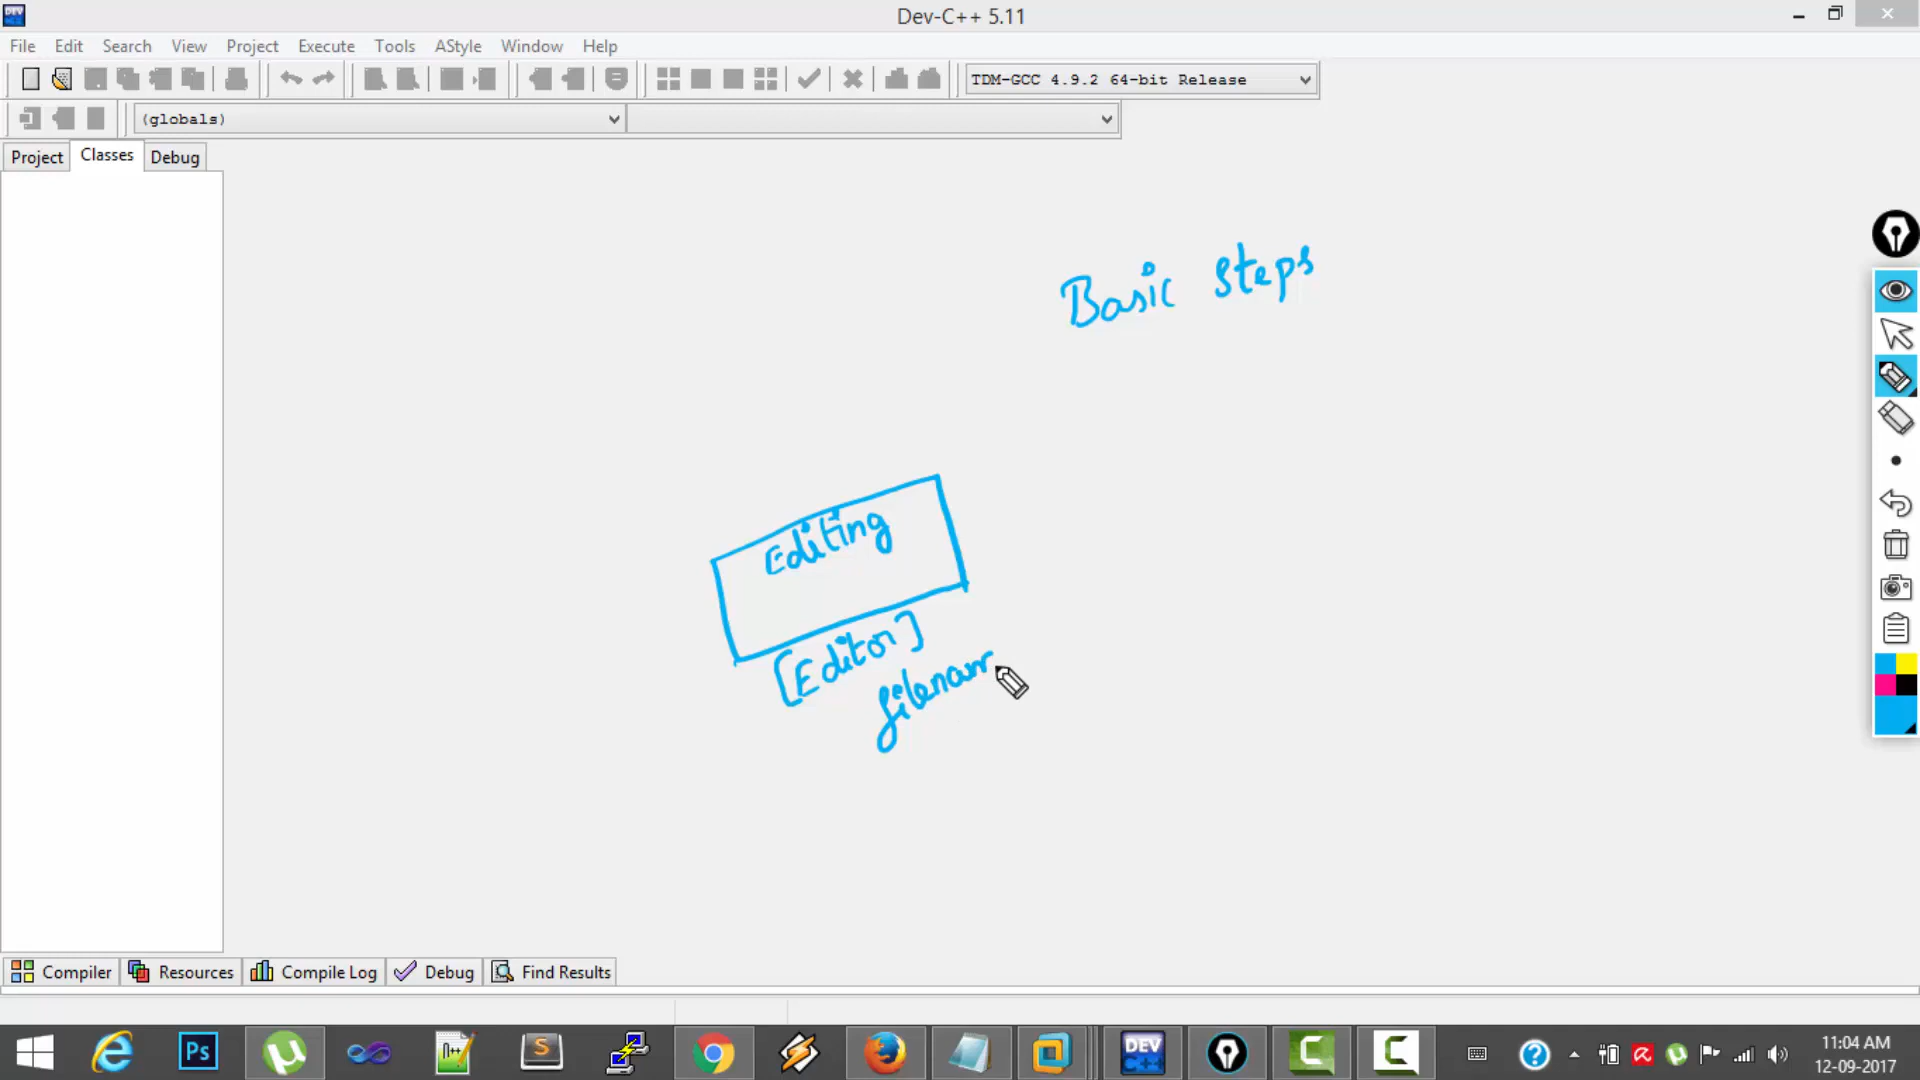 Dev-C++ 5.11
File Edit Search View Project Execute Tools AStyle Window Help
TDM-GCC 4.9.2 64-bit Release
(globals)
Project Classes Debug
Basic steps
Editing
[Editor]
filenam
Compiler Resources Compile Log Debug Find Results
11:04 AM
12-09-2017